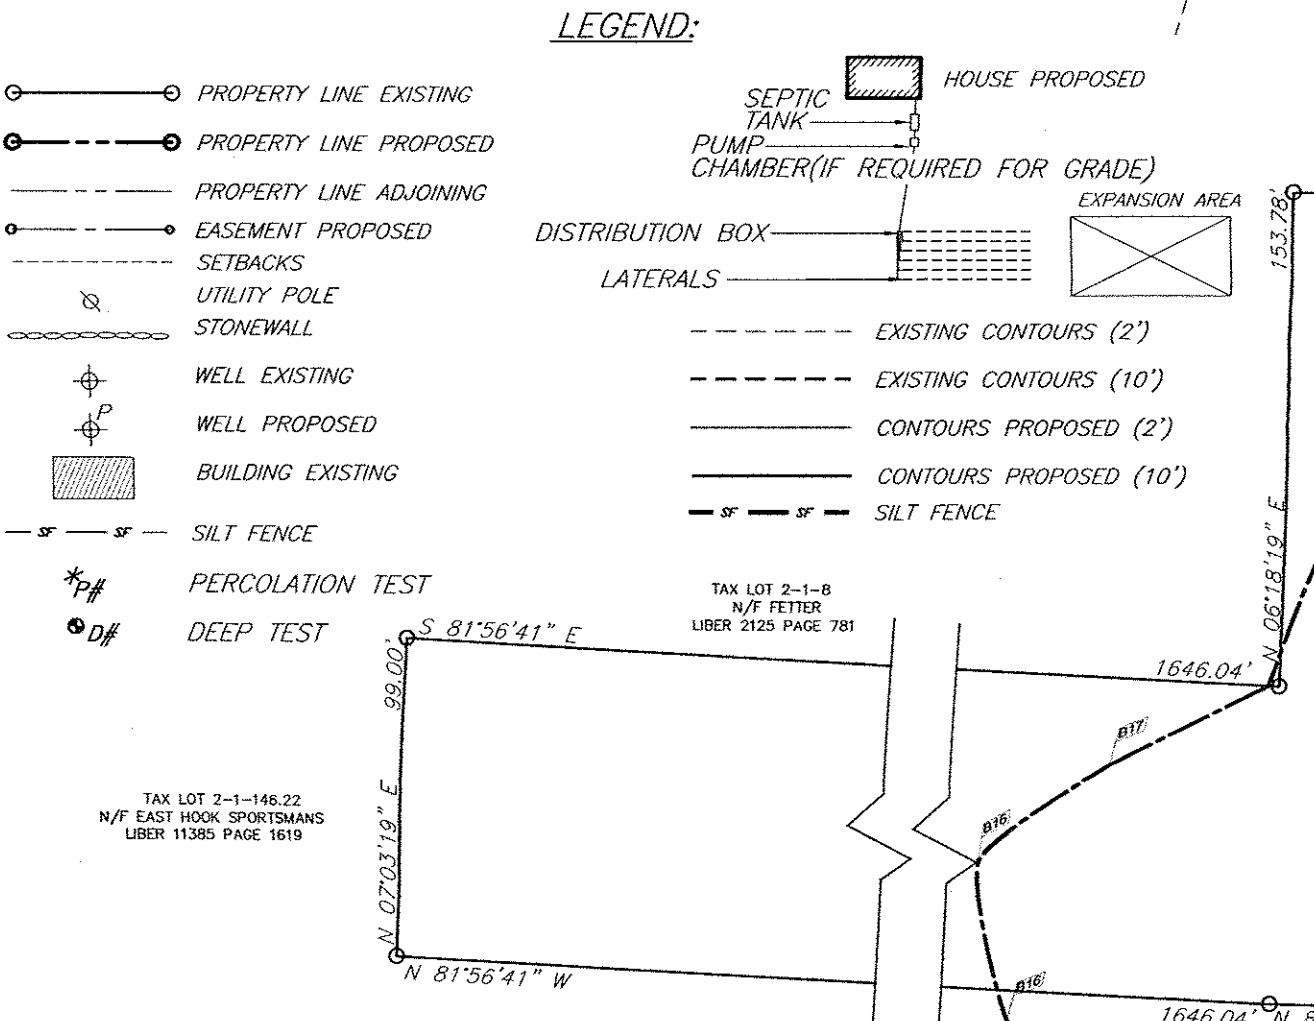 LEGEND:
PROPERTY LINE EXISTING
PROPERTY LINE PROPOSED
PROPERTY LINE ADJOINING
EASEMENT PROPOSED
SETBACKS
UTILITY POLE
STONEWALL
WELL EXISTING
P
WELL PROPOSED
BUILDING EXISTING
SF SF
SILT FENCE
*P#
PERCOLATION TEST
D#
DEEP TEST
HOUSE PROPOSED
SEPTIC
TANK
PUMP
CHAMBER(IF REQUIRED FOR GRADE)
EXPANSION AREA
DISTRIBUTION BOX
LATERALS
EXISTING CONTOURS (2')
EXISTING CONTOURS (10')
CONTOURS PROPOSED (2')
CONTOURS PROPOSED (10')
SF SF
SILT FENCE
153.78'
N 06°18'19" E
TAX LOT 2-1-8
N/F FETTER
LIBER 2125 PAGE 781
S 81°56'41" E
1646.04'
99.00'
N 07°03'19" E
TAX LOT 2-1-146.22
N/F EAST HOOK SPORTSMANS
LIBER 11385 PAGE 1619
B17
B16
B16
N 81°56'41" W
1646.04'
N 8